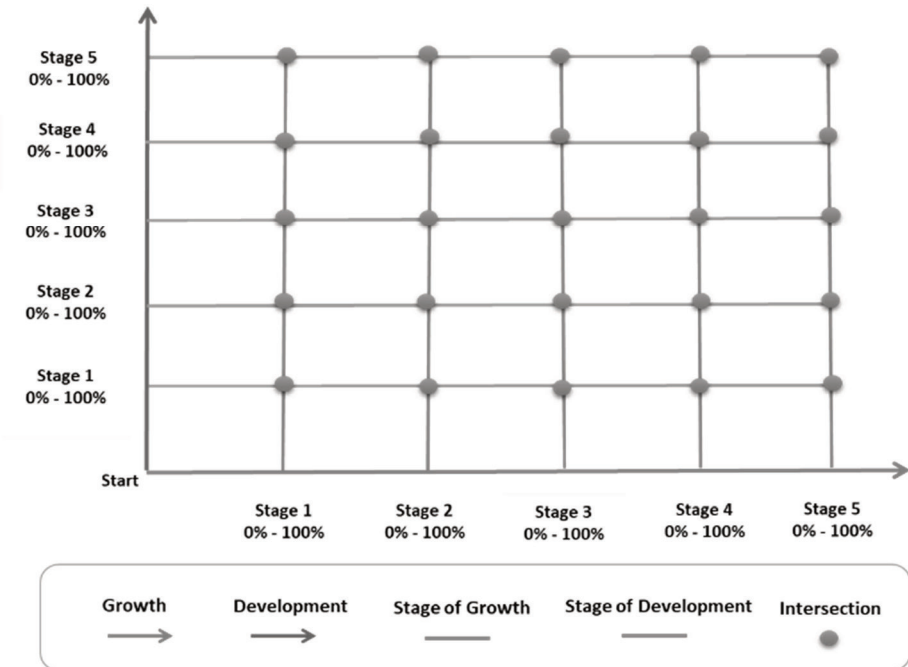 Stage 5
0% - 100%
Stage 4
0% - 100%
Stage 3
0% - 100%
Stage 2
0% - 100%
Stage 1
0% - 100%
Start
Stage 1
0% - 100%
Stage 2
0% - 100%
Stage 3
0% - 100%
Stage 4
0% - 100%
Stage 5
0% - 100%
Growth
Development
Stage of Growth
Stage of Development
Intersection